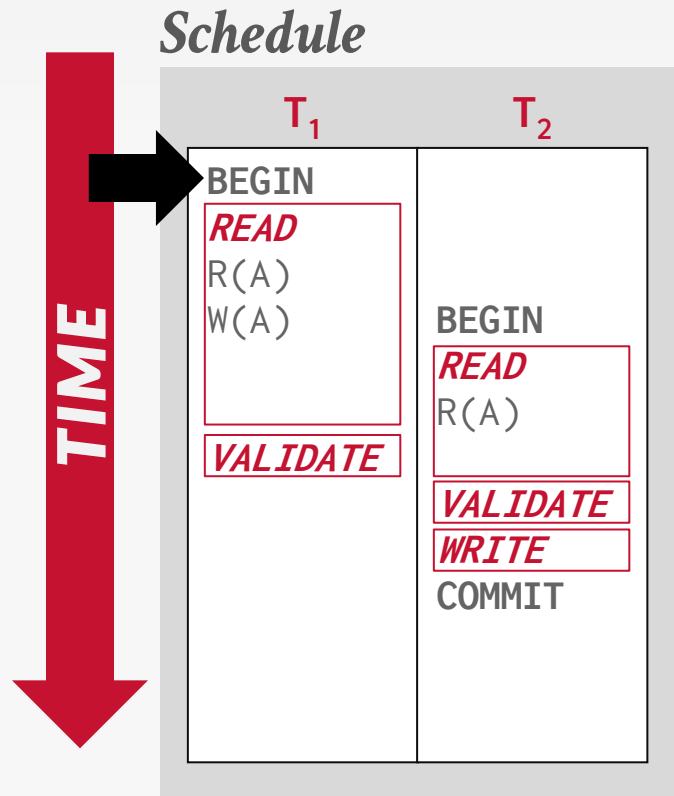 Schedule
TIME
T1
BEGIN
READ
R(A)
W(A)
VALIDATE
T2
BEGIN
READ
R(A)
VALIDATE
WRITE
COMMIT